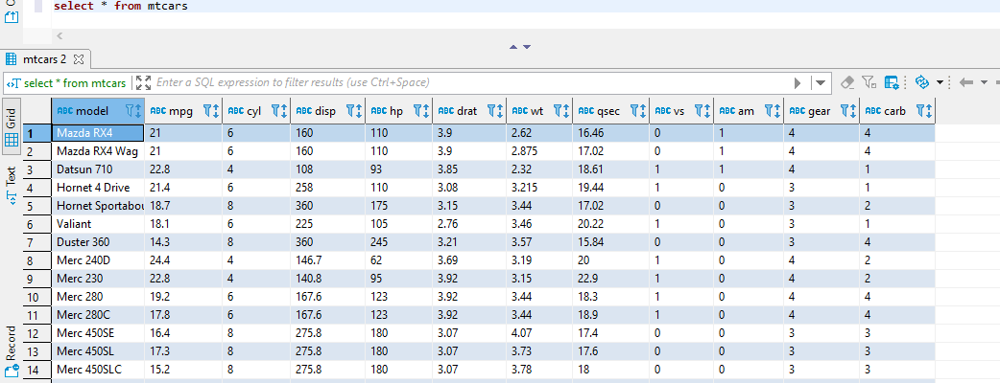 select * from mtcars
mtcars 2
select * from mtcars Enter a SQL expression to filter results (use Ctrl+Space)
Grid
Text
Record
ABC model ABC mpg ABC cyl ABC disp ABC hp ABC drat ABC wt ABC qsec ABC vs ABC am ABC gear ABC carb
1 Mazda RX4 21 6 160 110 3.9 2.62 16.46 0 1 4 4
2 Mazda RX4 Wag 21 6 160 110 3.9 2.875 17.02 0 1 4 4
3 Datsun 710 22.8 4 108 93 3.85 2.32 18.61 1 1 4 1
4 Hornet 4 Drive 21.4 6 258 110 3.08 3.215 19.44 1 0 3 1
5 Hornet Sportabou 18.7 8 360 175 3.15 3.44 17.02 0 0 3 2
6 Valiant 18.1 6 225 105 2.76 3.46 20.22 1 0 3 1
7 Duster 360 14.3 8 360 245 3.21 3.57 15.84 0 0 3 4
8 Merc 240D 24.4 4 146.7 62 3.69 3.19 20 1 0 4 2
9 Merc 230 22.8 4 140.8 95 3.92 3.15 22.9 1 0 4 2
10 Merc 280 19.2 6 167.6 123 3.92 3.44 18.3 1 0 4 4
11 Merc 280C 17.8 6 167.6 123 3.92 3.44 18.9 1 0 4 4
12 Merc 450SE 16.4 8 275.8 180 3.07 4.07 17.4 0 0 3 3
13 Merc 450SL 17.3 8 275.8 180 3.07 3.73 17.6 0 0 3 3
14 Merc 450SLC 15.2 8 275.8 180 3.07 3.78 18 0 0 3 3